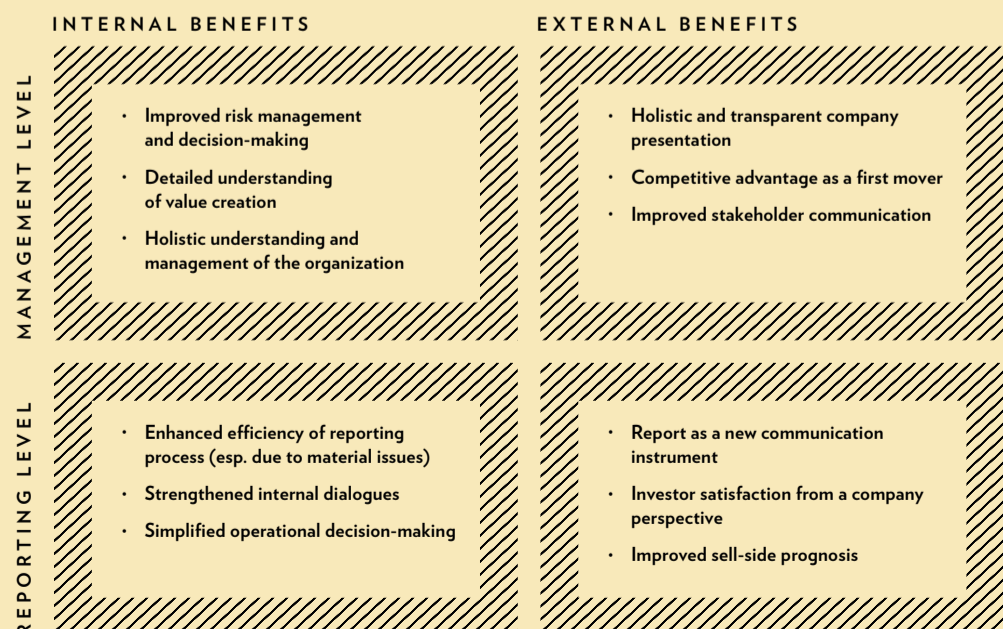 INTERNAL BENEFITS
EXTERNAL BENEFITS
MANAGEMENT LEVEL
• Improved risk management
and decision-making
• Detailed understanding
of value creation
• Holistic understanding and
management of the organization
• Holistic and transparent company
presentation
• Competitive advantage as a first mover
• Improved stakeholder communication
REPORTING LEVEL
• Enhanced efficiency of reporting
process (esp. due to material issues)
• Strengthened internal dialogues
• Simplified operational decision-making
• Report as a new communication
instrument
• Investor satisfaction from a company
perspective
• Improved sell-side prognosis